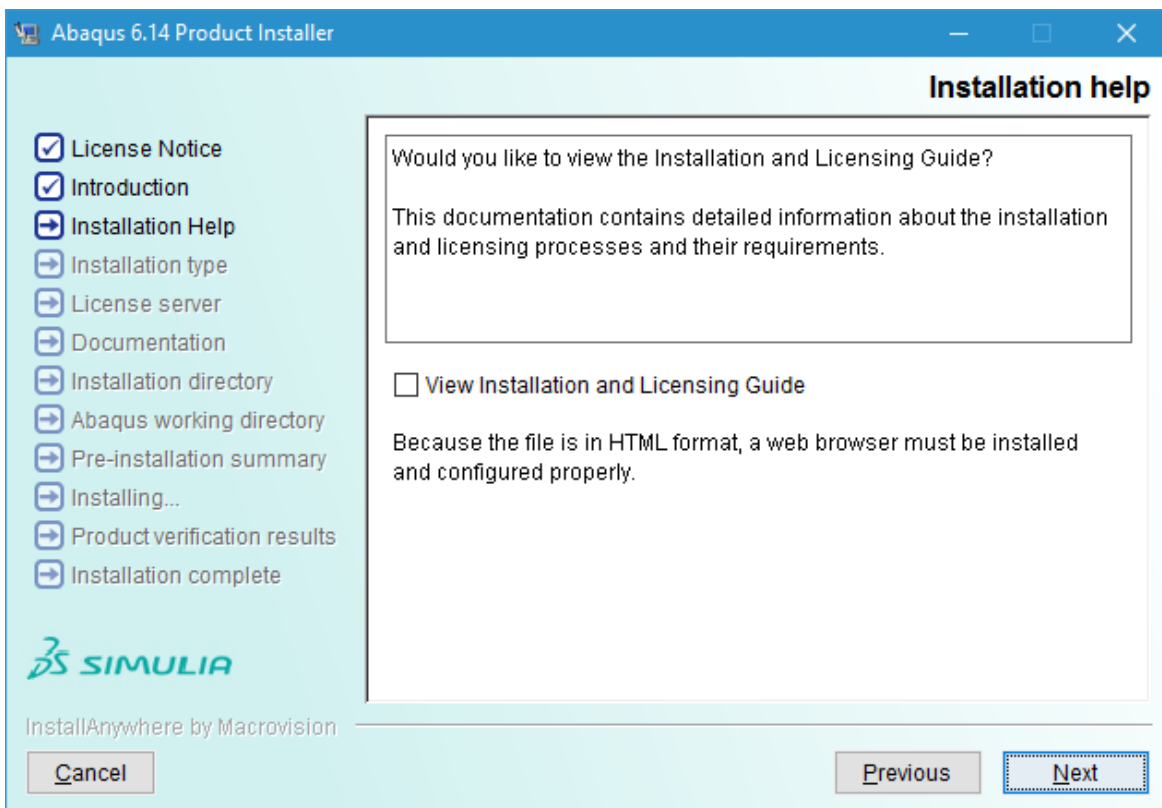 Abaqus 6.14 Product Installer
Installation help
License Notice
Introduction
Installation Help
Installation type
License server
Documentation
Installation directory
Abaqus working directory
Pre-installation summary
Installing...
Product verification results
Installation complete
Would you like to view the Installation and Licensing Guide?
This documentation contains detailed information about the installation
and licensing processes and their requirements.
View Installation and Licensing Guide
Because the file is in HTML format, a web browser must be installed
and configured properly.
3DS SIMULIA
InstallAnywhere by Macrovision
Cancel
Previous
Next